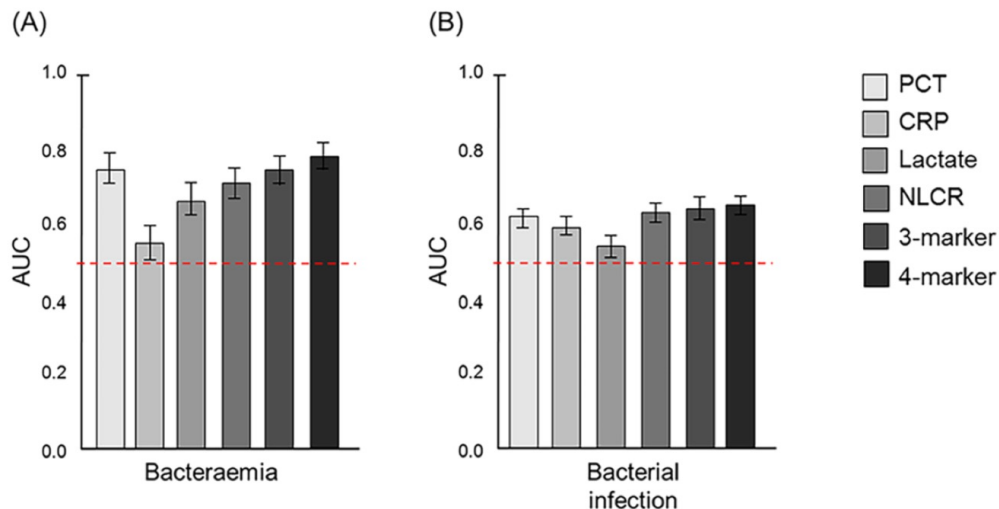 (A)
AUC
1.0
0.8
0.6
0.4
0.2
0.0
Bacteraemia
(B)
AUC
1.0
0.8
0.6
0.4
0.2
0.0
Bacterial
infection
PCT
CRP
Lactate
NLCR
3-marker
4-marker